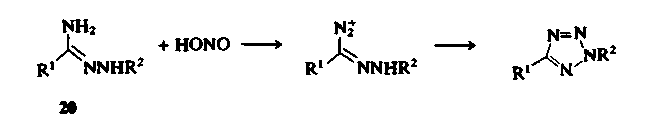 NH₂
R¹ NNHR² + HONO → N₂⁺ R¹ NNHR² → N=N R¹ N NR²
20